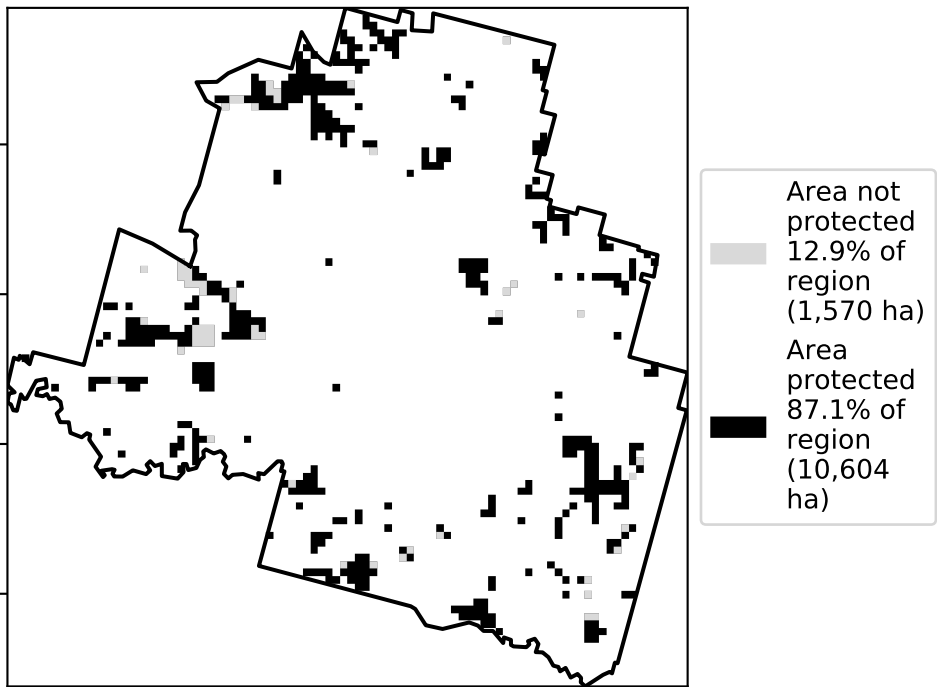 Area not
protected
12.9% of
region
(1,570 ha)
Area
protected
87.1% of
region
(10,604
ha)